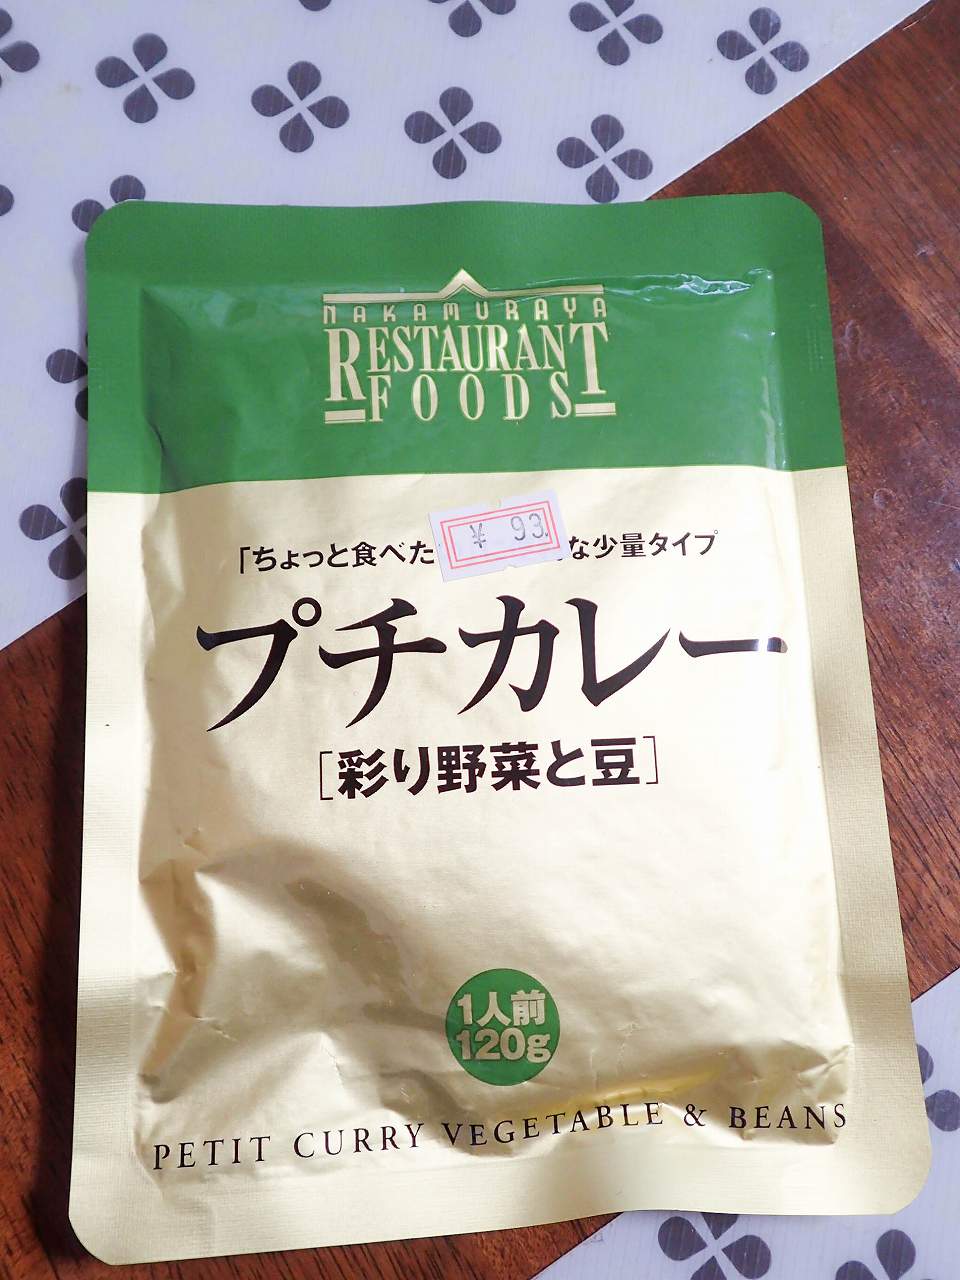 NAKAMURAYA
RESTAURANT
FOODS
「ちょっと食べた
¥ 93
な少量タイプ
プチカレー
[彩り野菜と豆]
1人前
120g
PETIT CURRY VEGETABLE & BEANS